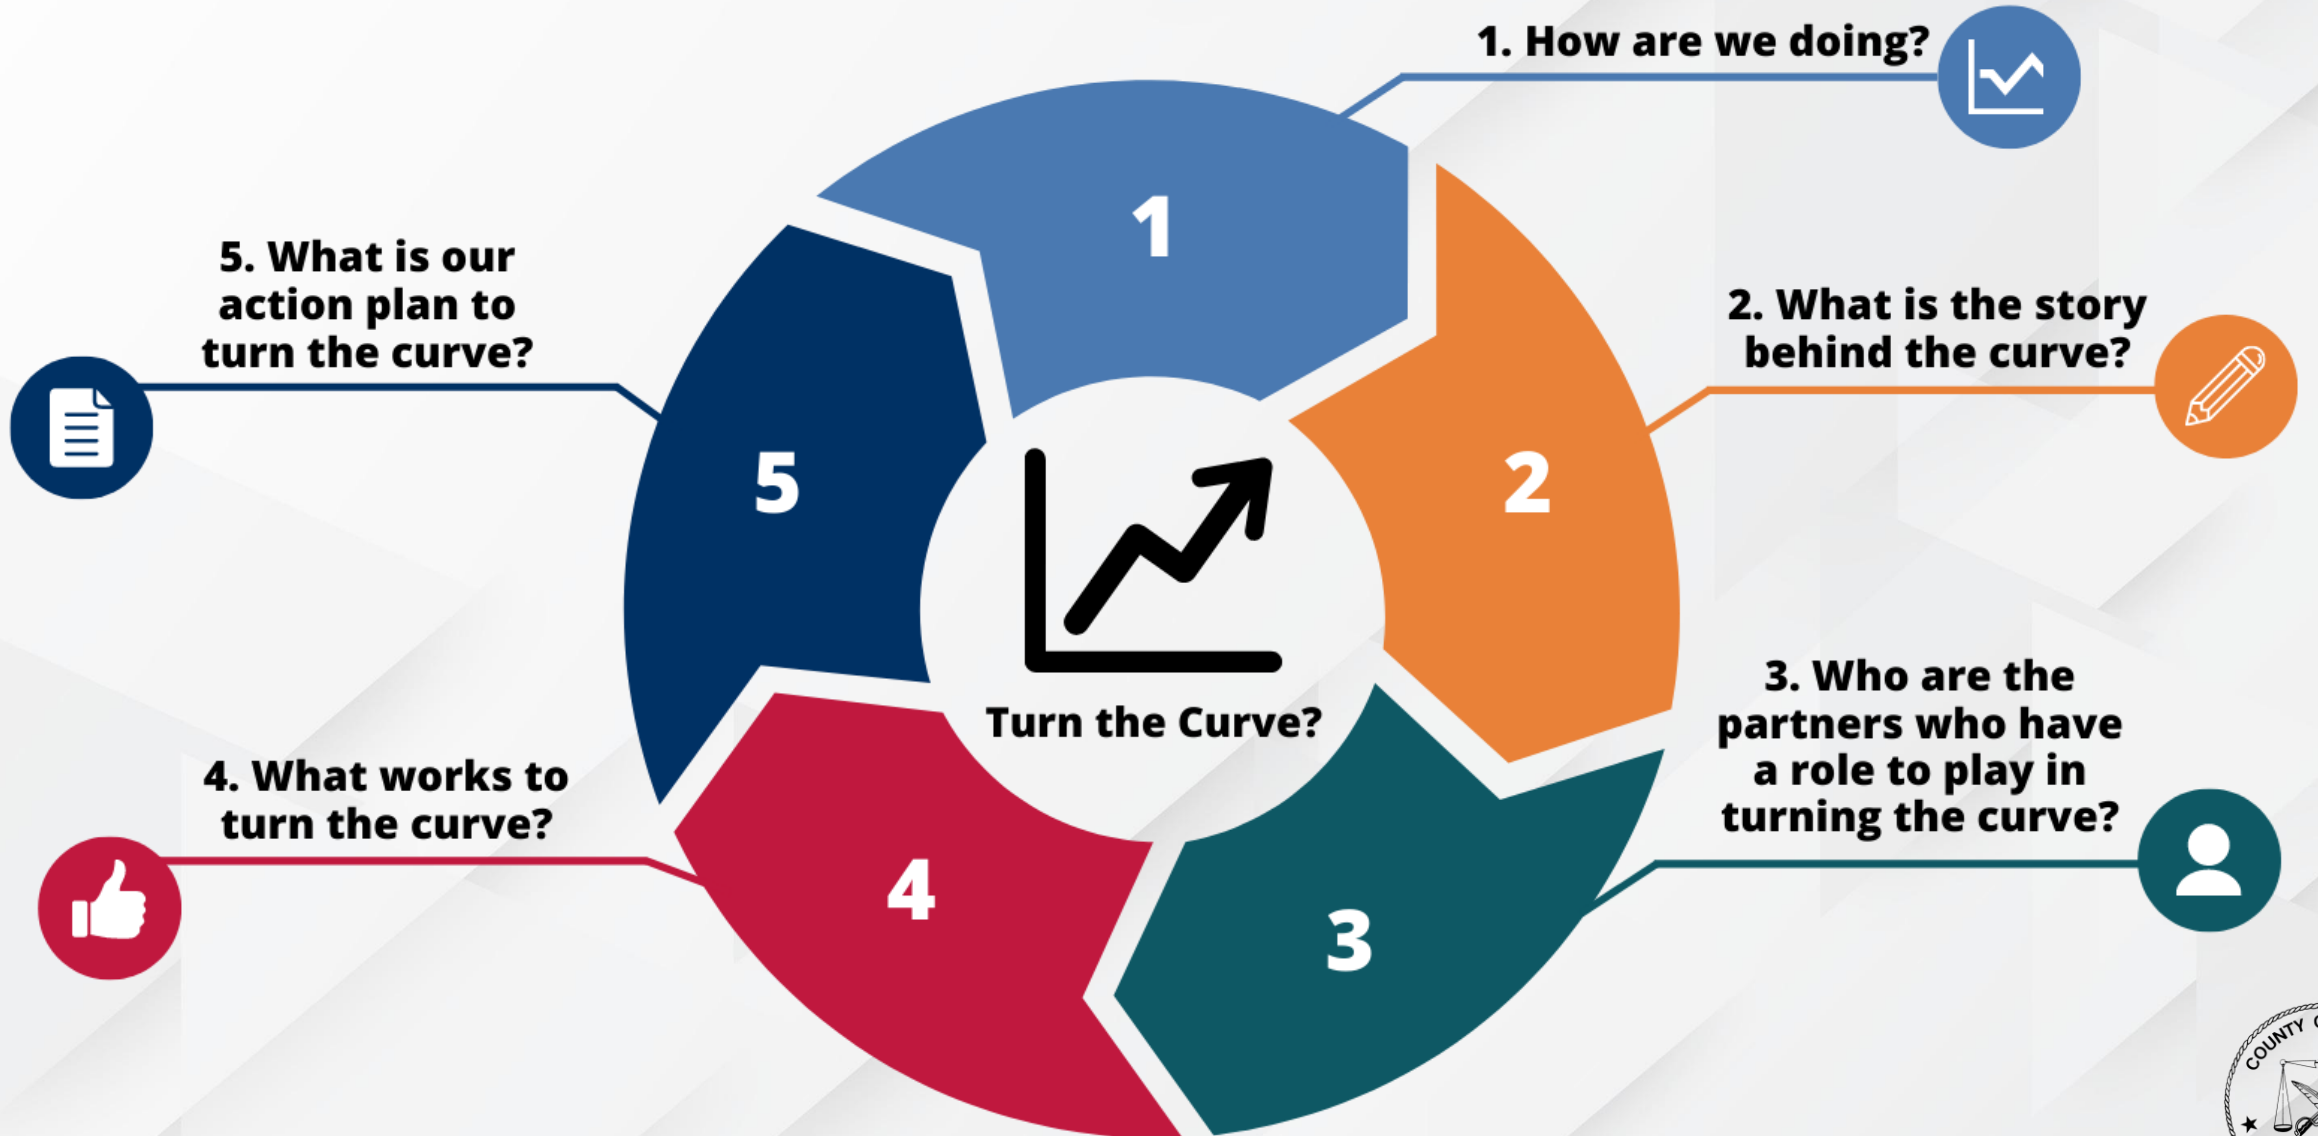 1. How are we doing?
1
2. What is the story
behind the curve?
2
3. Who are the
partners who have
a role to play in
turning the curve?
3
4. What works to
turn the curve?
4
5. What is our
action plan to
turn the curve?
5
Turn the Curve?
COUNTY